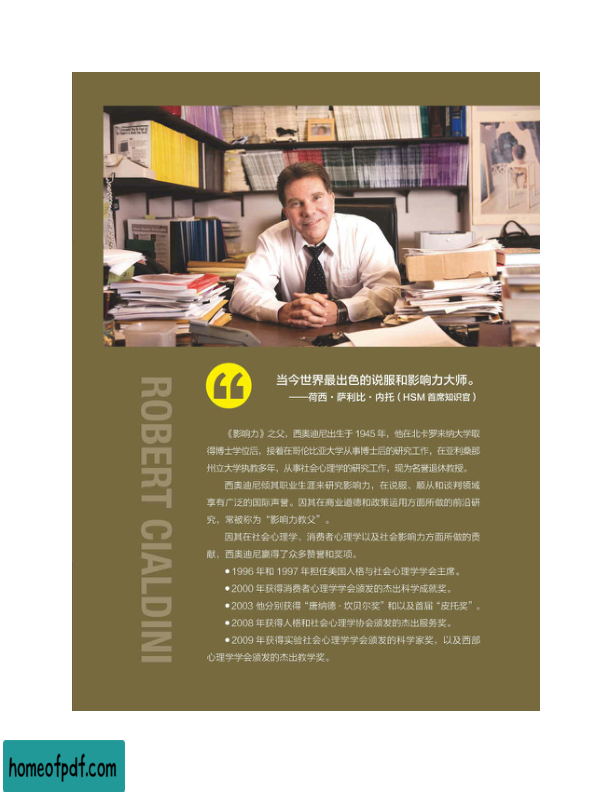 当今世界最出色的说服和影响力大师。
——荷西·萨利比·内托（HSM 首席知识官）
ROBERT CIALDINI
《影响力》之父，西奥迪尼出生于 1945 年，他在北卡罗来纳大学取
得博士学位后，接着在哥伦比亚大学从事博士后的研究工作，在亚利桑那
州立大学执教多年，从事社会心理学的研究工作，现为名誉退休教授。
西奥迪尼倾其职业生涯来研究影响力，在说服、顺从和谈判领域
享有广泛的国际声誉。因其在商业道德和政策运用方面所做的前沿研
究，常被称为“影响力教父”。
因其在社会心理学、消费者心理学以及社会影响力方面所做的贡
献，西奥迪尼赢得了众多赞誉和奖项。
●1996 年和 1997 年担任美国人格与社会心理学学会主席。
●2000 年获得消费者心理学学会颁发的杰出科学成就奖。
●2003 他分别获得“唐纳德·坎贝尔奖”和以及首届“皮托奖”。
●2008 年获得人格和社会心理学协会颁发的杰出服务奖。
●2009 年获得实验社会心理学学会颁发的科学家奖，以及西部
心理学学会颁发的杰出教学奖。
homeofpdf.com